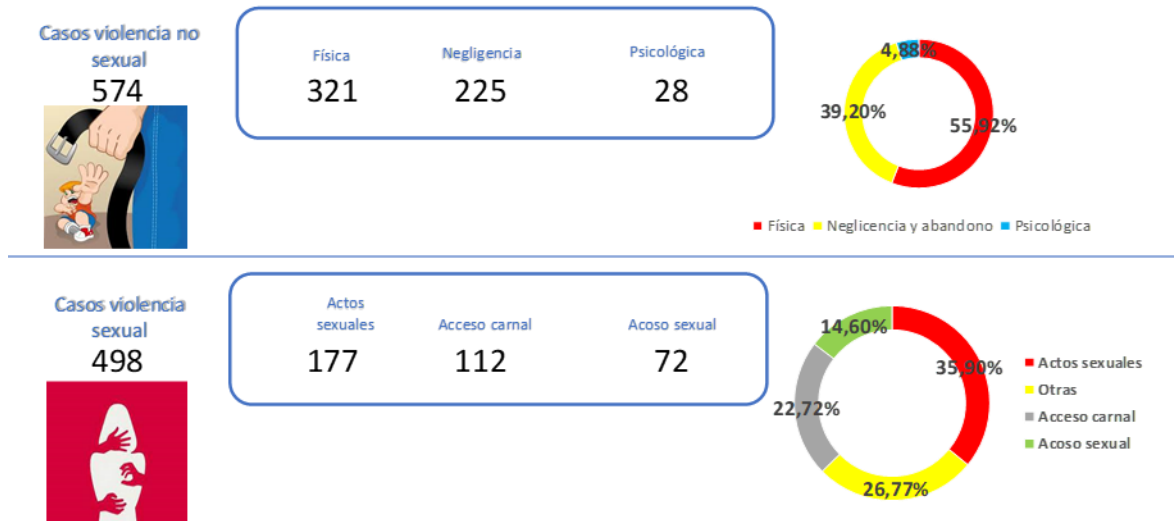 Casos violencia no
sexual
574
Física
321
Negligencia
225
Psicológica
28
4,88%
39,20%
55,92%
Física
Neglicencia y abandono
Psicológica
Casos violencia
sexual
498
Actos
sexuales
177
Acceso carnal
112
Acoso sexual
72
14,60%
35,90%
22,72%
26,77%
Actos sexuales
Otras
Acceso carnal
Acoso sexual